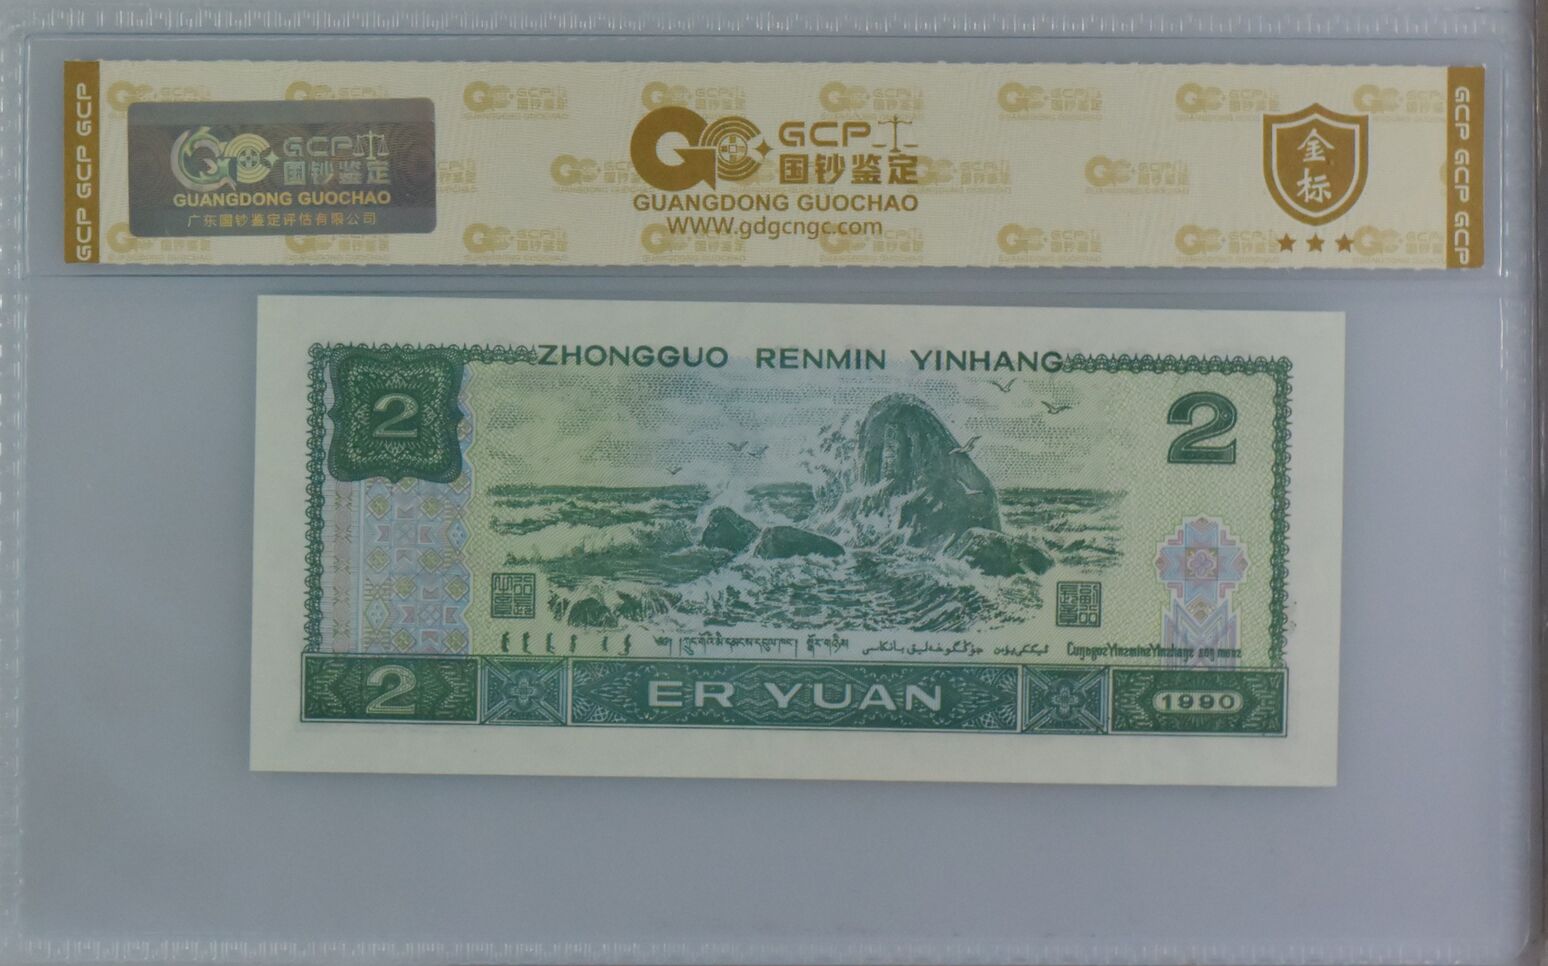 GCP GCP GCP
GCP
国钞鉴定
GUANGDONG GUOCHAO
广东国钞鉴定评估有限公司
GCP
国钞鉴定
GUANGDONG GUOCHAO
WWW.gdgcngc.com
金标
GCP GCP GCP
ZHONGGUO RENMIN YINHANG
2
2
2
ER YUAN
1990